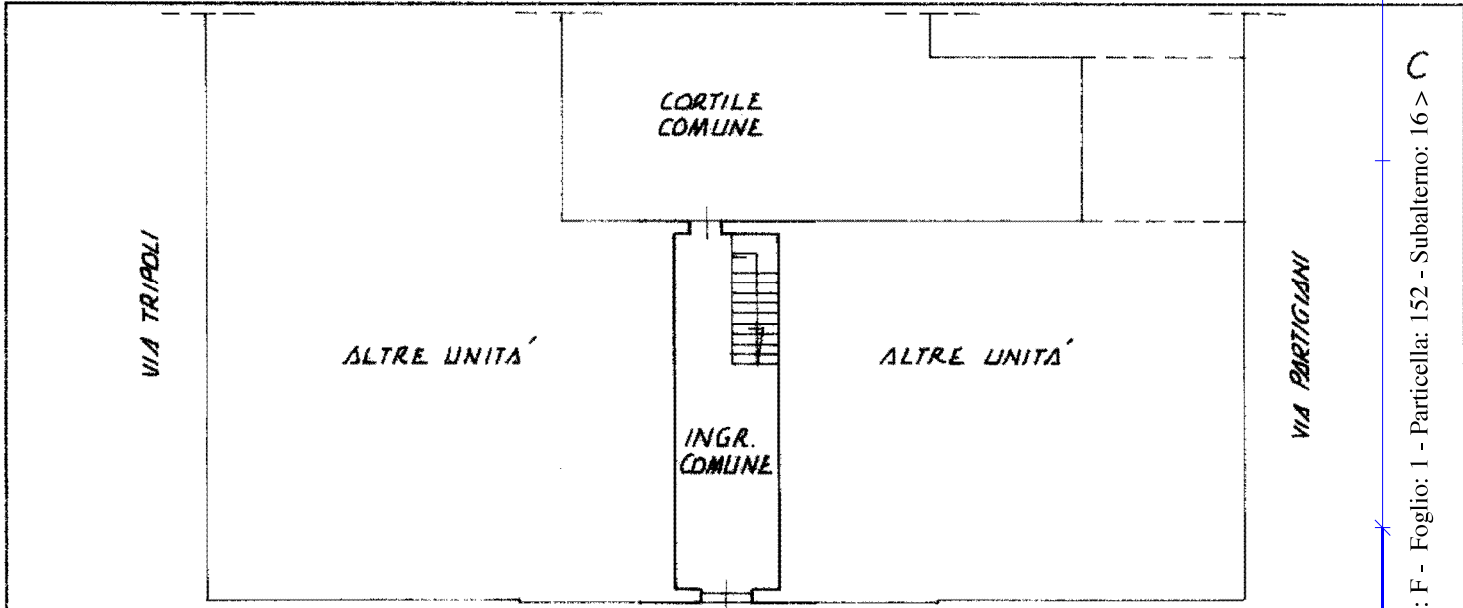 CORTILE
COMUNE
VIA TRIPOLI
ALTRE UNITA'
ALTRE UNITA'
INGR.
COMUNE
VIA PARTIGIANI
: F - Foglio: 1 - Particella: 152 - Subalterno: 16 > C